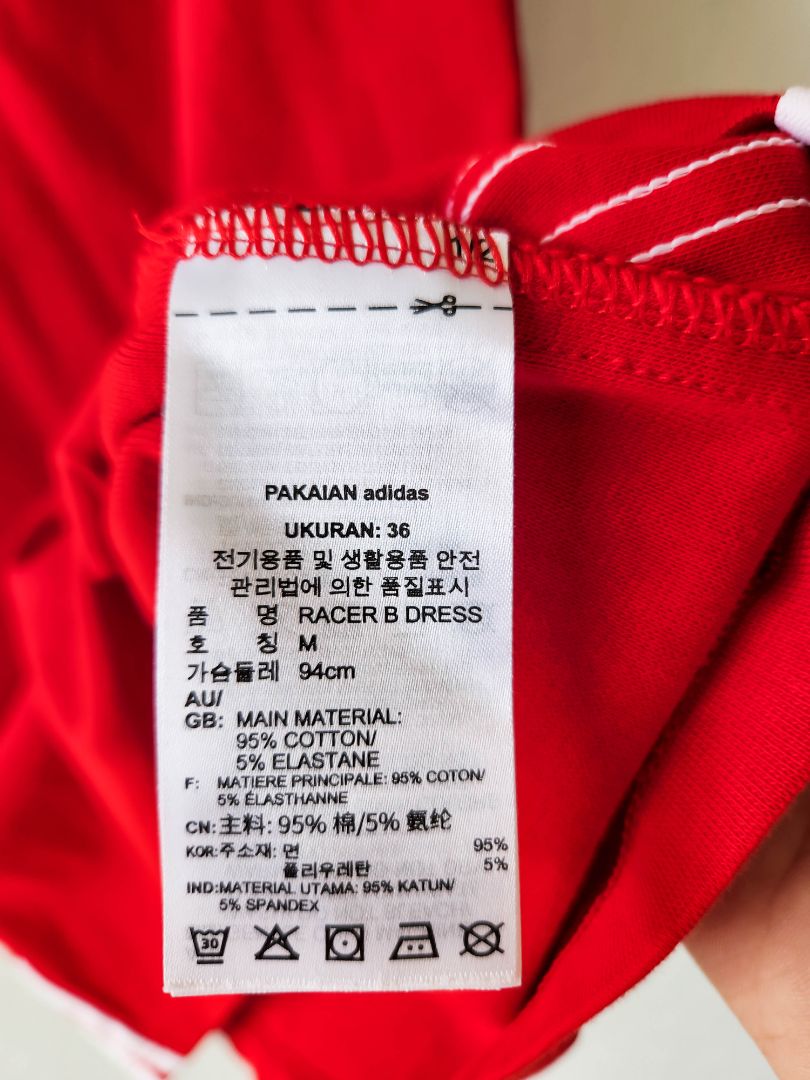 1/2
PAKAIAN adidas
UKURAN: 36
전기용품 및 생활용품 안전
관리법에 의한 품질표시
품 명 RACER B DRESS
호 칭 M
가슴둘레 94cm
AU/
GB: MAIN MATERIAL:
95% COTTON/
5% ELASTANE
F: MATIERE PRINCIPALE: 95% COTON/
5% ÉLASTHANNE
CN: 主料: 95% 棉/5% 氨纶
KOR: 주소재: 면 95%
폴리우레탄 5%
IND:MATERIAL UTAMA: 95% KATUN/
5% SPANDEX
30